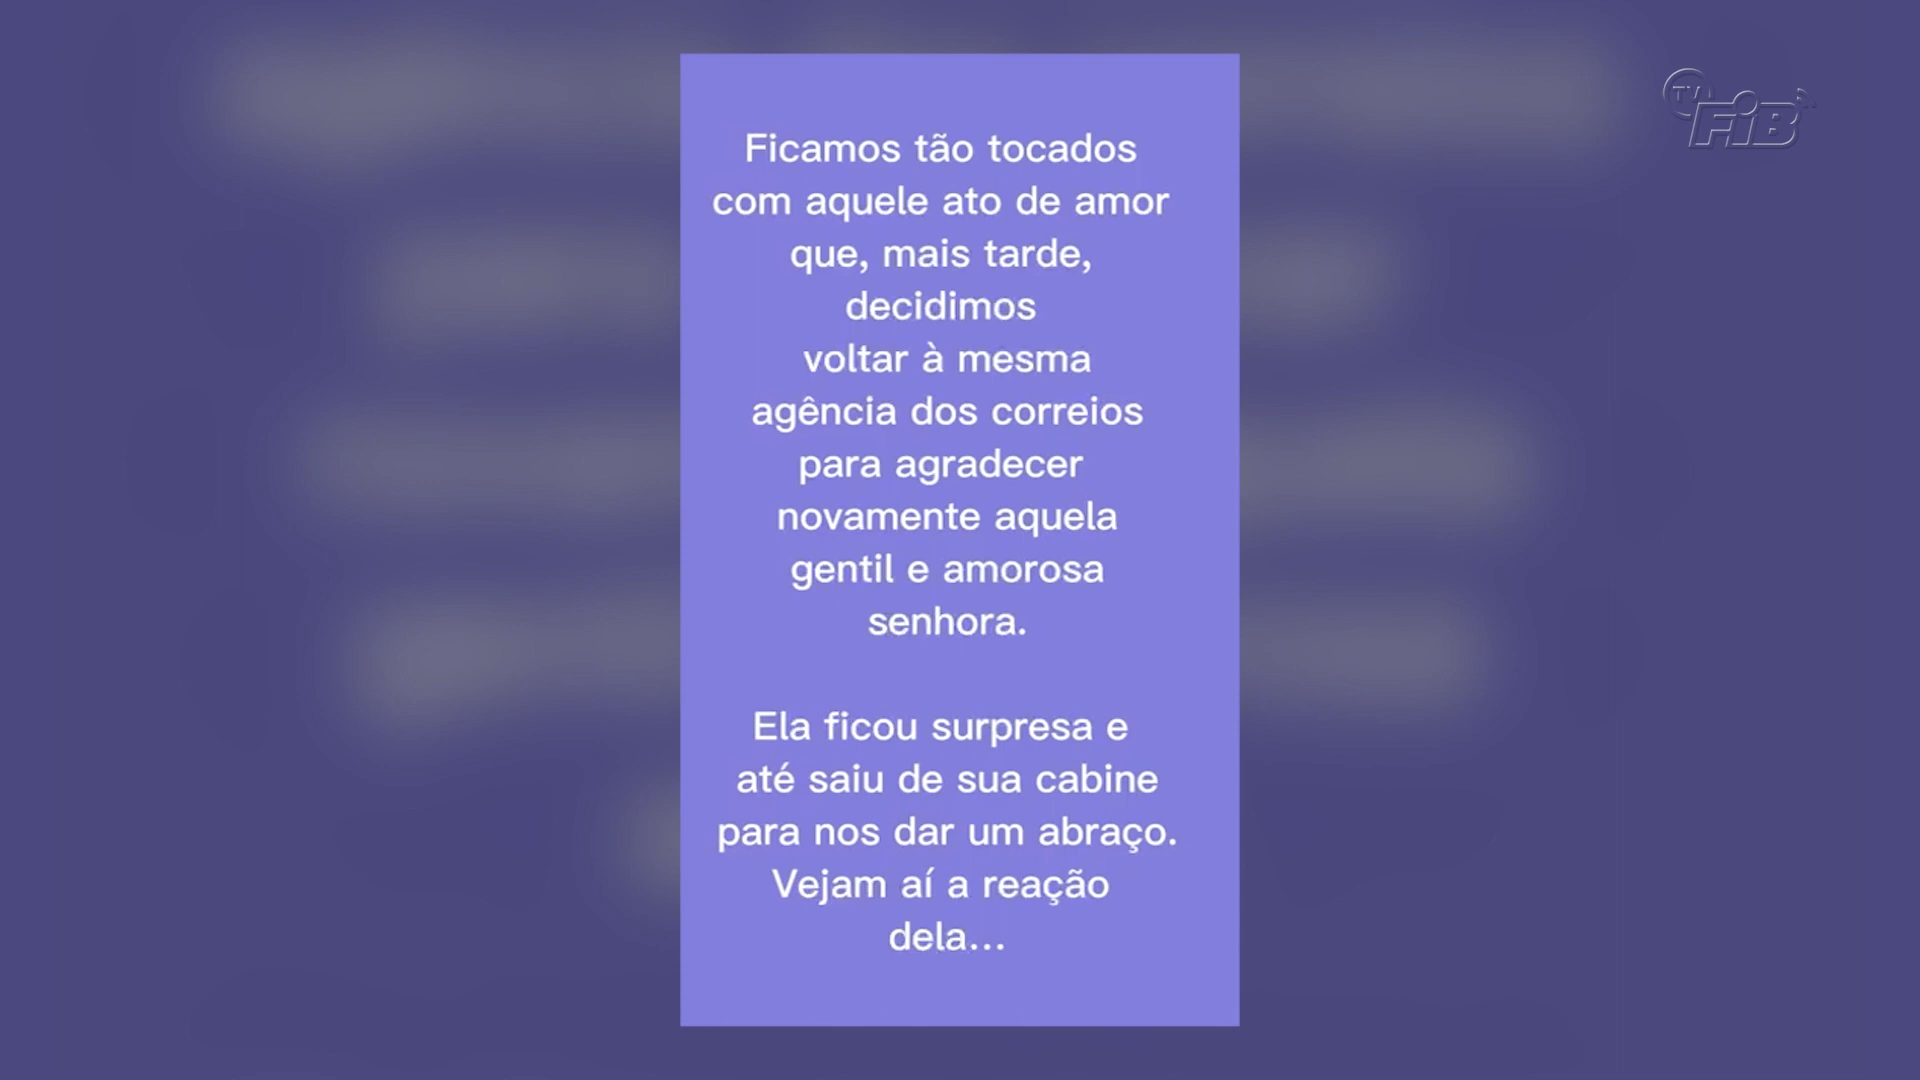 TV FiB
Ficamos tão tocados
com aquele ato de amor
que, mais tarde,
decidimos
voltar à mesma
agência dos correios
para agradecer
novamente aquela
gentil e amorosa
senhora.
Ela ficou surpresa e
até saiu de sua cabine
para nos dar um abraço.
Vejam aí a reação
dela...